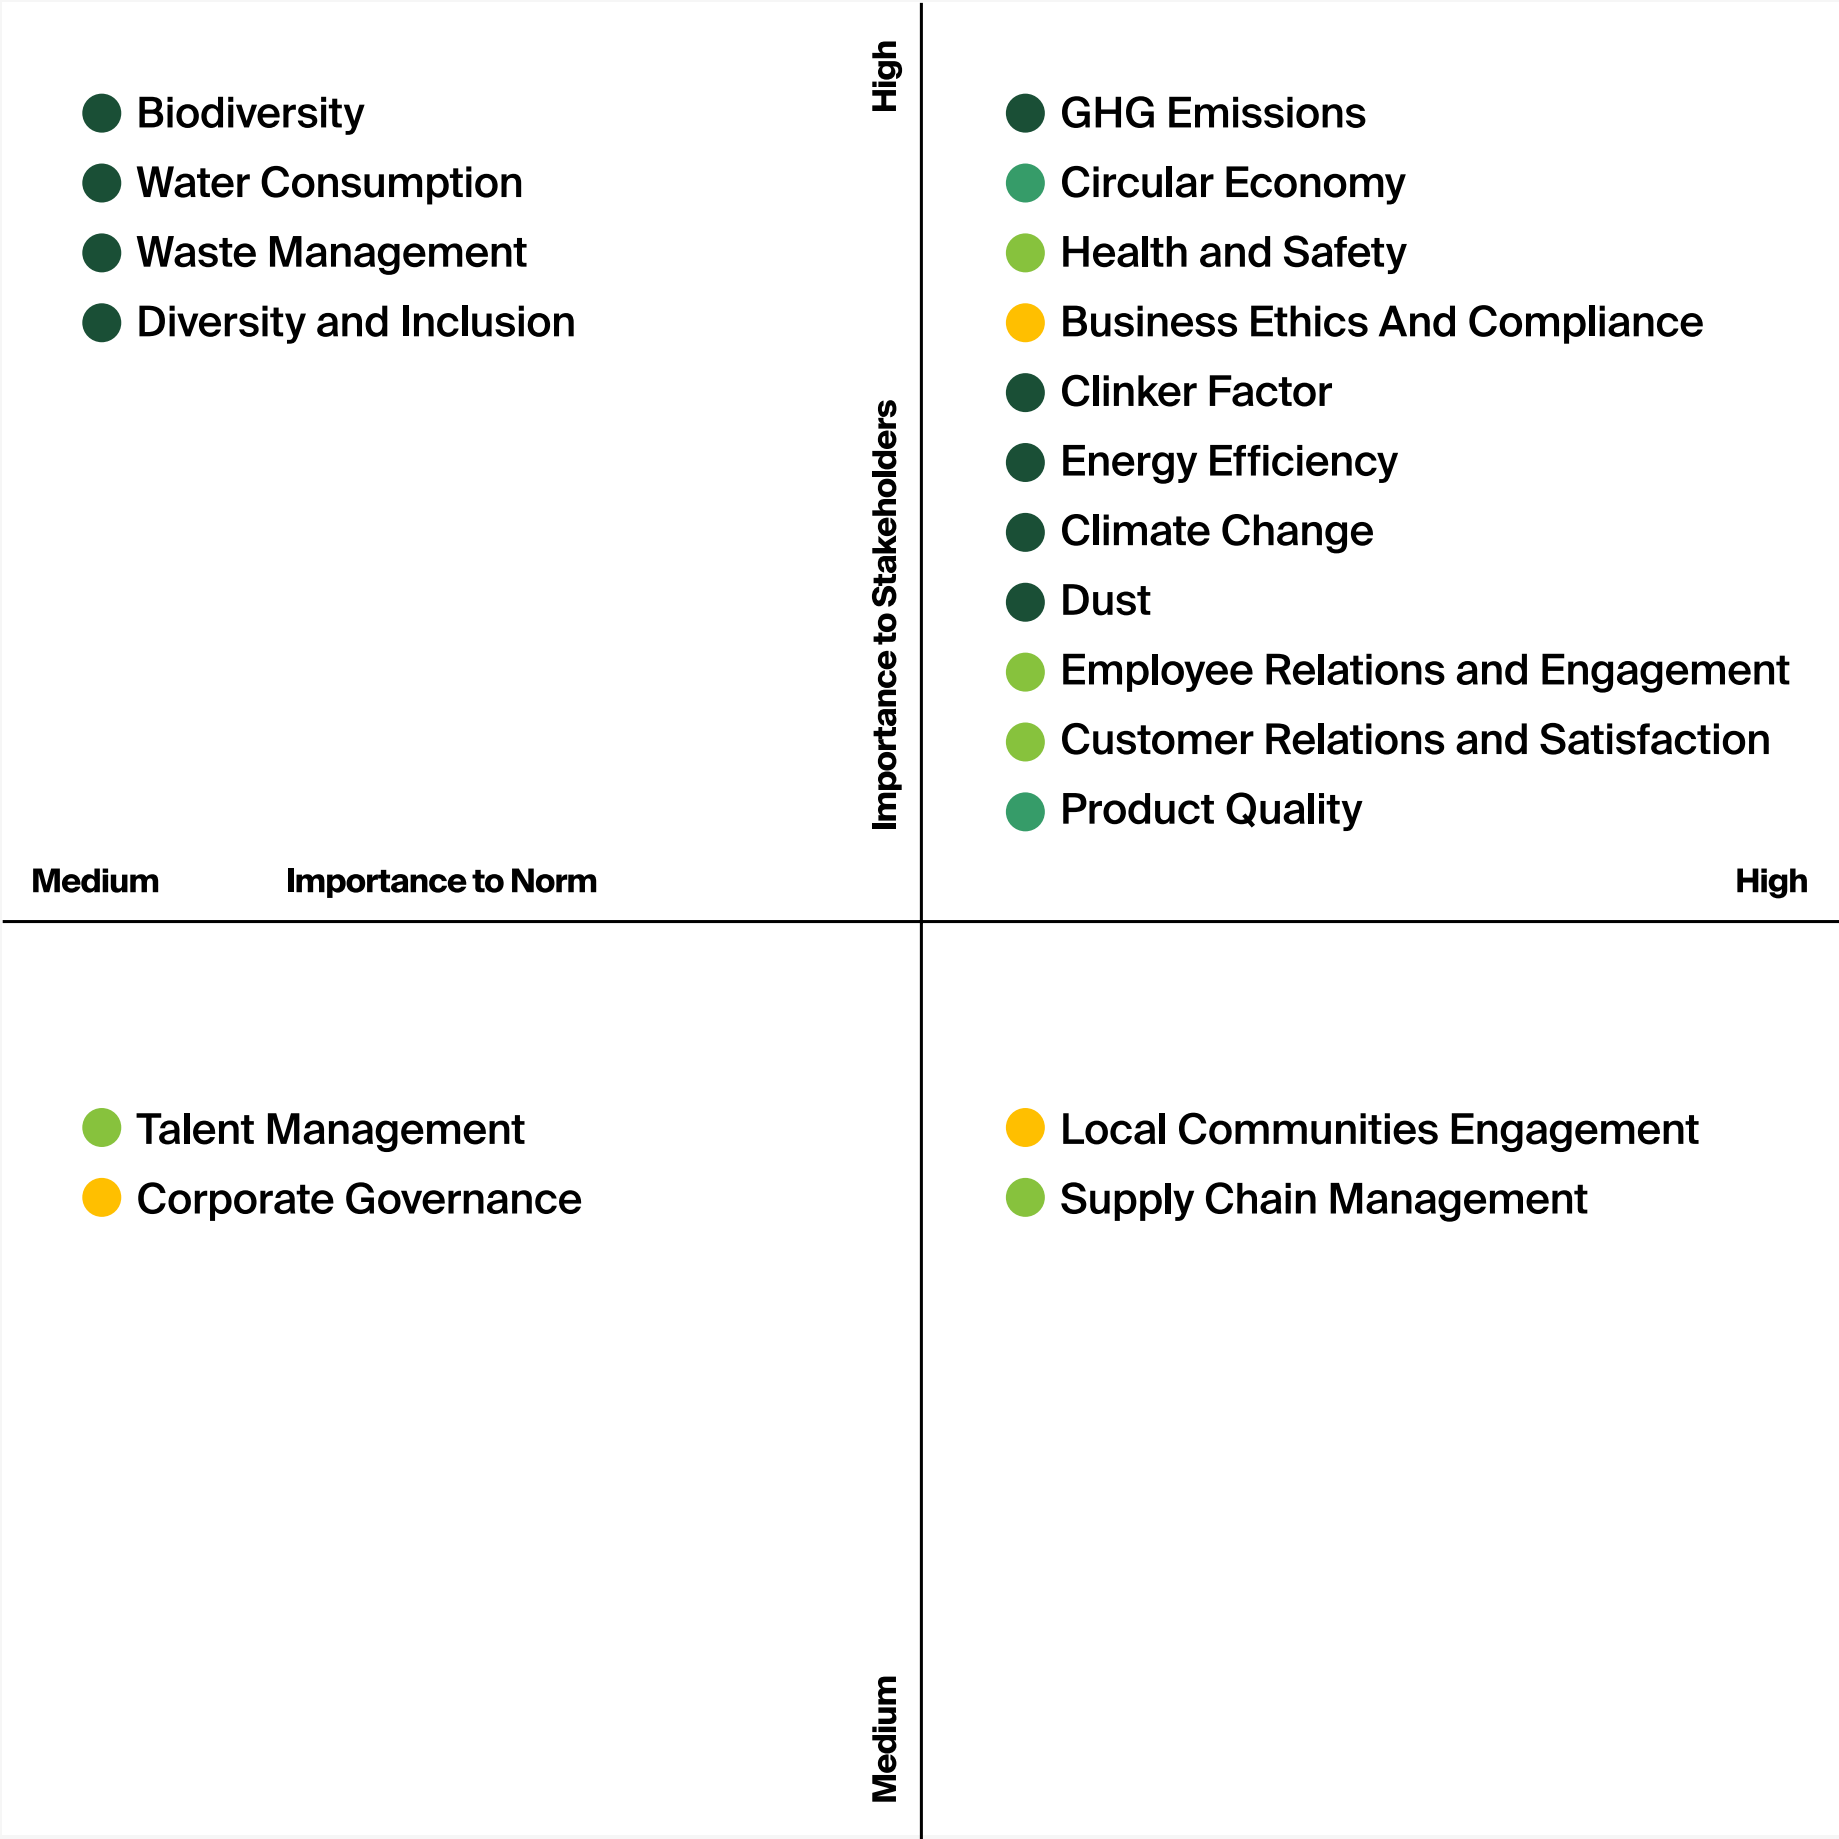 Biodiversity
Water Consumption
Waste Management
Diversity and Inclusion
High
Importance to Stakeholders
GHG Emissions
Circular Economy
Health and Safety
Business Ethics And Compliance
Clinker Factor
Energy Efficiency
Climate Change
Dust
Employee Relations and Engagement
Customer Relations and Satisfaction
Product Quality
Medium
Importance to Norm
High
Talent Management
Corporate Governance
Local Communities Engagement
Supply Chain Management
Medium